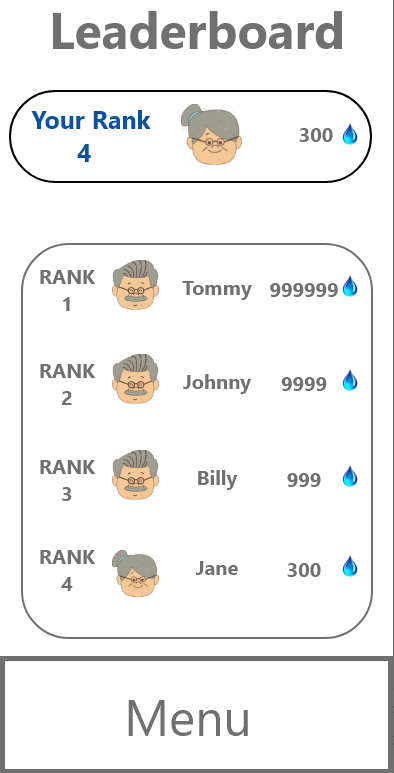 Leaderboard
Your Rank
4
300
RANK
1
Tommy
999999
RANK
2
Johnny
9999
RANK
3
Billy
999
RANK
4
Jane
300
Menu